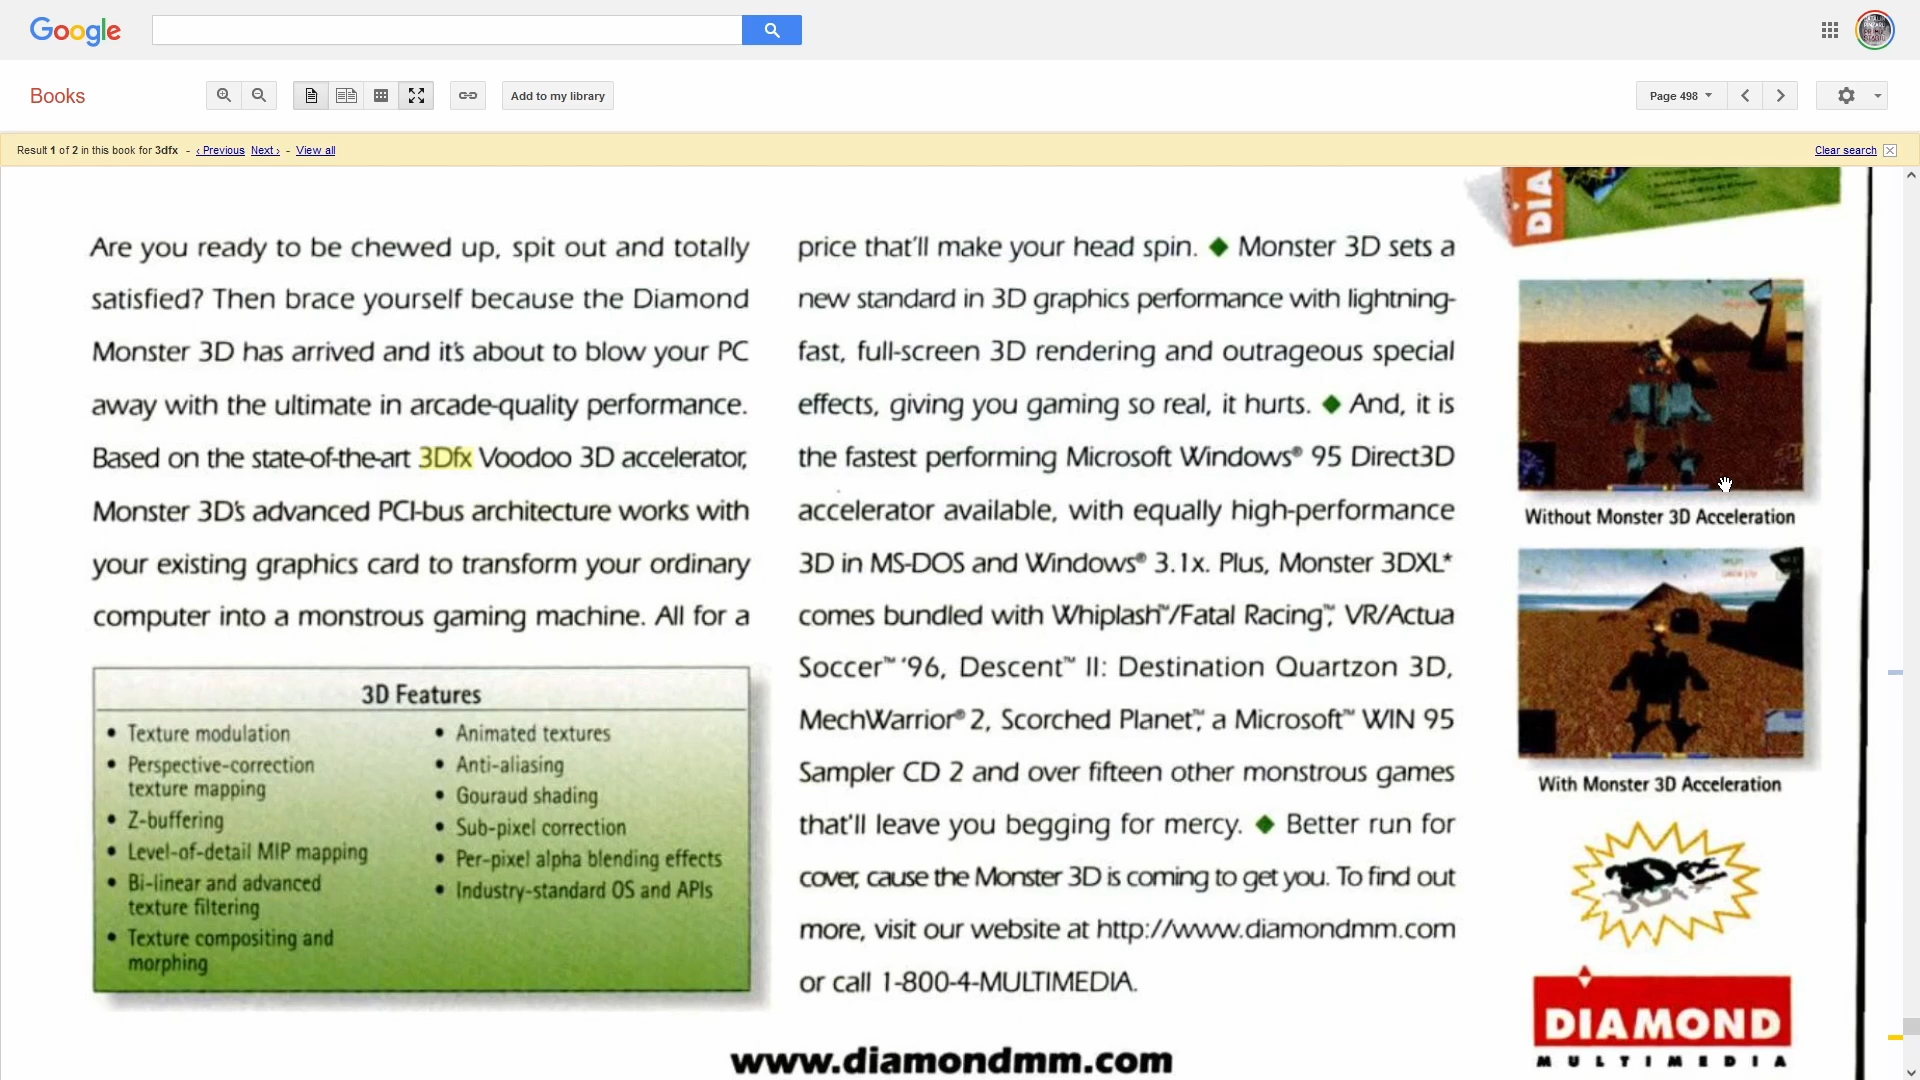 Google
Books
Add to my library
Page 498
Result 1 of 2 in this book for 3dfx - ‹ Previous Next › - View all
Clear search
Are you ready to be chewed up, spit out and totally
satisfied? Then brace yourself because the Diamond
Monster 3D has arrived and it's about to blow your PC
away with the ultimate in arcade-quality performance.
Based on the state-of-the-art 3Dfx Voodoo 3D accelerator,
Monster 3D's advanced PCI-bus architecture works with
your existing graphics card to transform your ordinary
computer into a monstrous gaming machine. All for a
3D Features
• Texture modulation
• Perspective-correction
texture mapping
• Z-buffering
• Level-of-detail MIP mapping
• Bi-linear and advanced
texture filtering
• Texture compositing and
morphing
• Animated textures
• Anti-aliasing
• Gouraud shading
• Sub-pixel correction
• Per-pixel alpha blending effects
• Industry-standard OS and APIs
price that'll make your head spin. ◆ Monster 3D sets a
new standard in 3D graphics performance with lightning-
fast, full-screen 3D rendering and outrageous special
effects, giving you gaming so real, it hurts. ◆ And, it is
the fastest performing Microsoft Windows® 95 Direct3D
accelerator available, with equally high-performance
3D in MS-DOS and Windows® 3.1x. Plus, Monster 3DXL*
comes bundled with Whiplash™/Fatal Racing™, VR/Actua
Soccer™ '96, Descent™ II: Destination Quartzon 3D,
MechWarrior® 2, Scorched Planet™, a Microsoft™ WIN 95
Sampler CD 2 and over fifteen other monstrous games
that'll leave you begging for mercy. ◆ Better run for
cover, cause the Monster 3D is coming to get you. To find out
more, visit our website at http://www.diamondmm.com
or call 1-800-4-MULTIMEDIA.
DIA
Without Monster 3D Acceleration
With Monster 3D Acceleration
DIAMOND
MULTIMEDIA
www.diamondmm.com